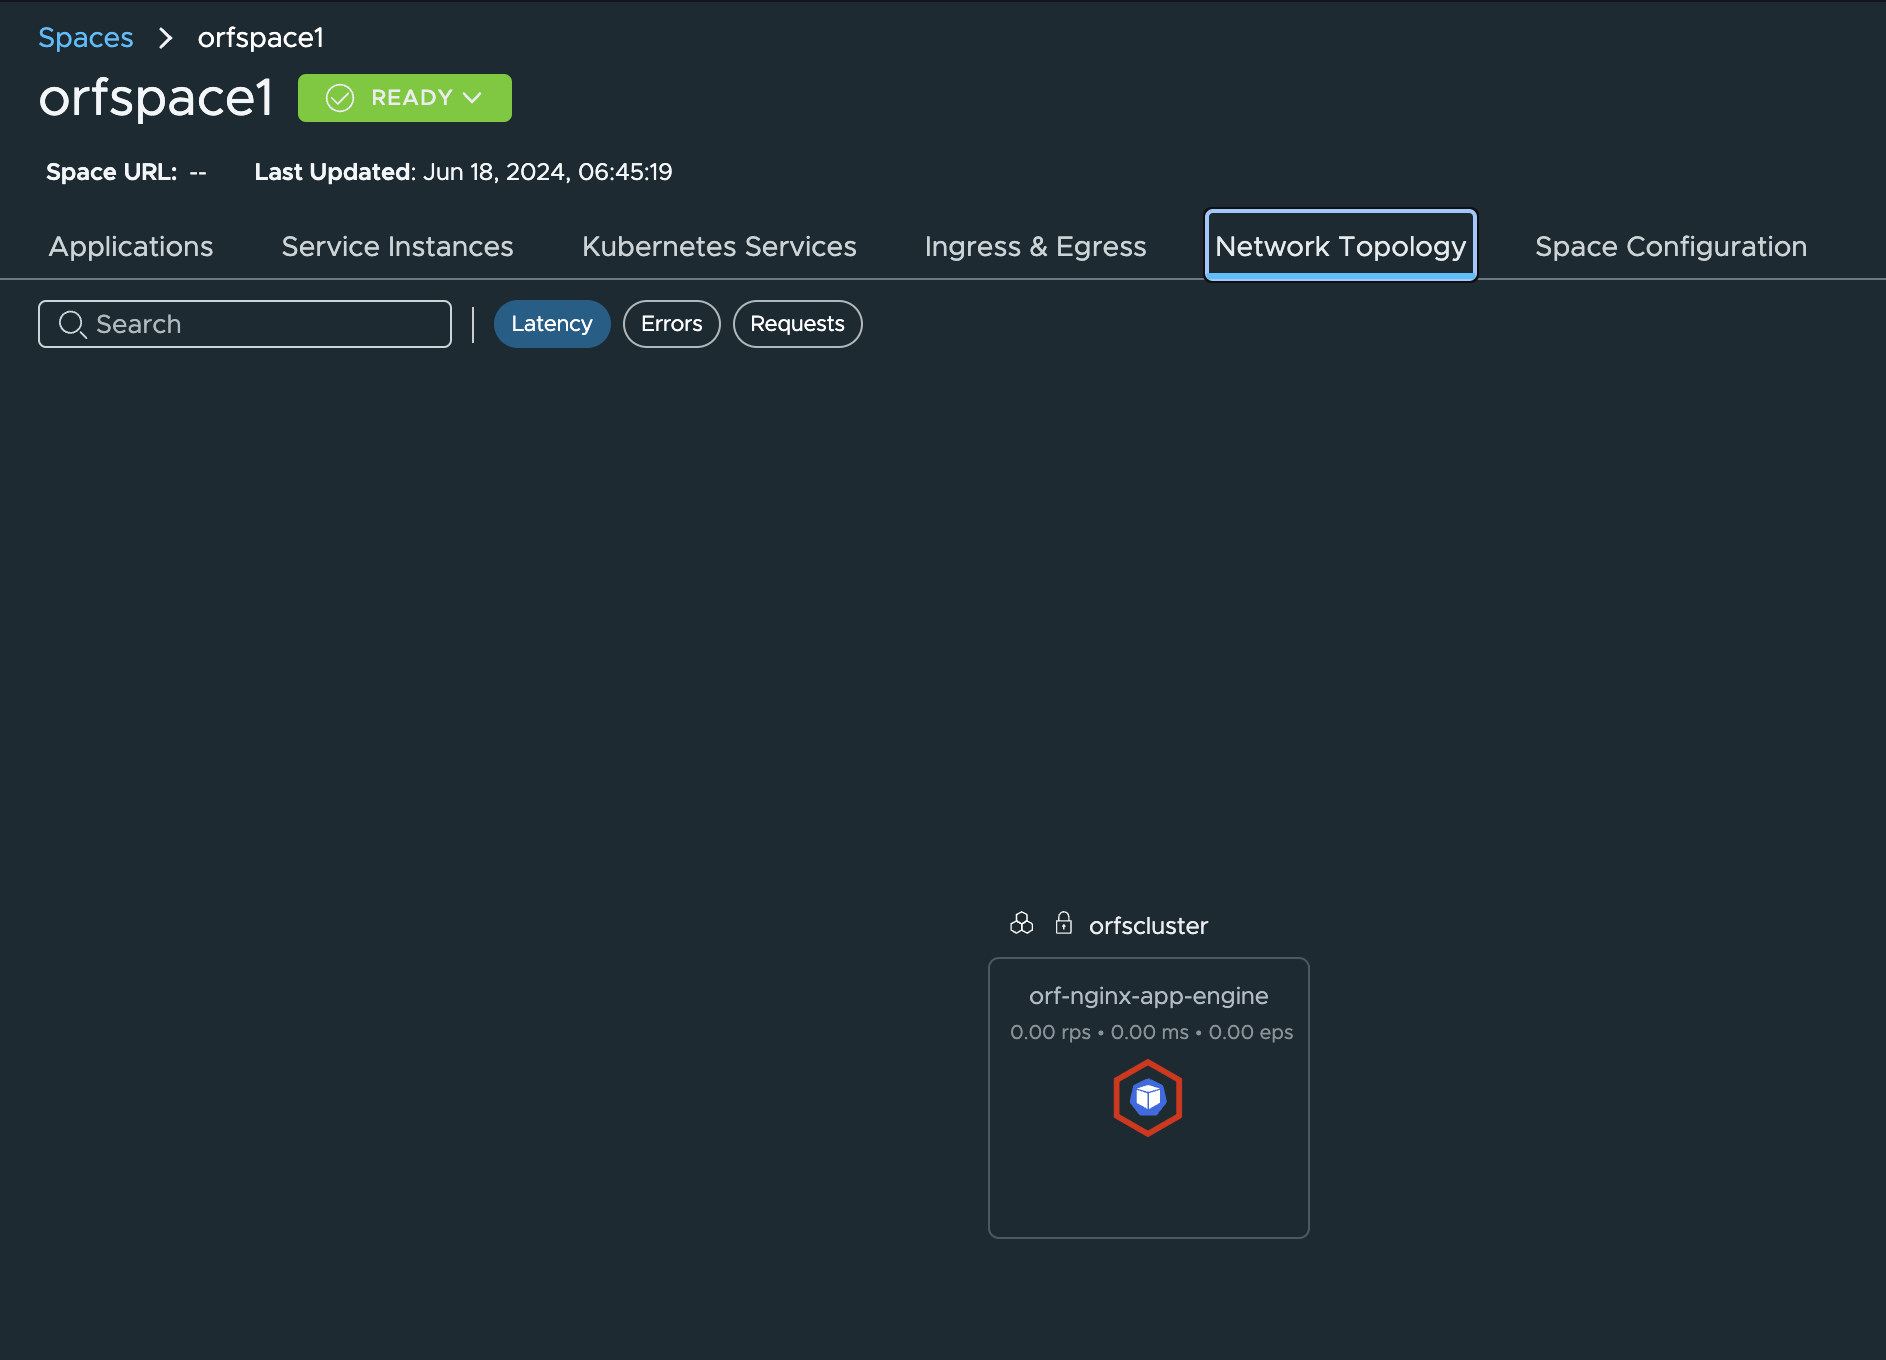 Spaces > orfspace1
orfspace1 READY
Space URL: -- Last Updated: Jun 18, 2024, 06:45:19
Applications Service Instances Kubernetes Services Ingress & Egress Network Topology Space Configuration
Search Latency Errors Requests
orfscluster
orf-nginx-app-engine
0.00 rps • 0.00 ms • 0.00 eps